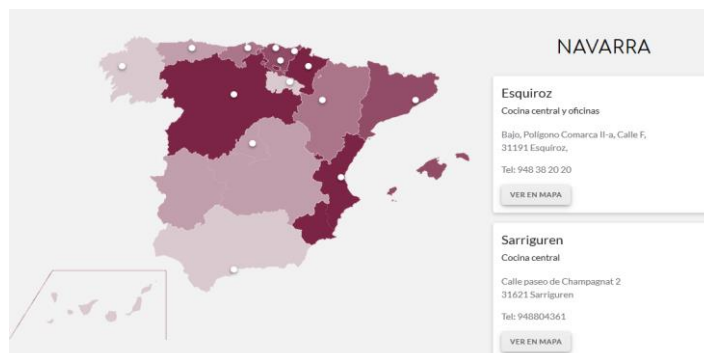 NAVARRA
Esquiroz
Cocina central y oficinas
Bajo, Polígono Comarca II-a, Calle F,
31191 Esquiroz,
Tel: 948 38 20 20
VER EN MAPA
Sarriguren
Cocina central
Calle paseo de Champagnat 2
31621 Sarriguren
Tel: 948804361
VER EN MAPA